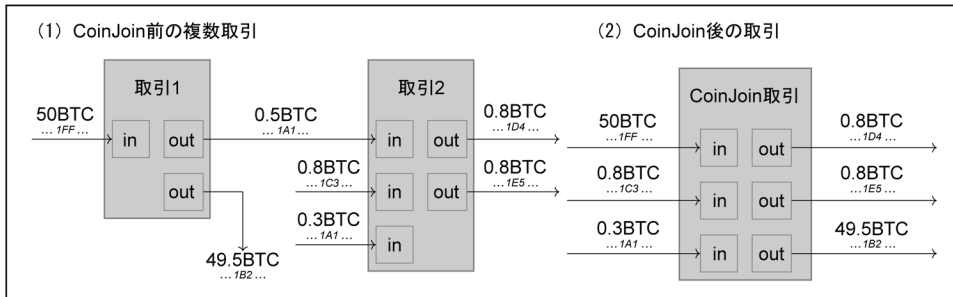 (1) CoinJoin前の複数取引
取引1
50BTC
... 1FF ...
in
out
out
49.5BTC
... 1B2 ...
0.5BTC
... 1A1 ...
取引2
in
out
0.8BTC
...1C3 ...
in
out
0.3BTC
... 1A1 ...
in
0.8BTC
...1D4 ...
0.8BTC
...1E5 ...
(2) CoinJoin後の取引
CoinJoin取引
50BTC
... 1FF ...
in
out
0.8BTC
...1D4 ...
0.8BTC
...1C3 ...
in
out
0.8BTC
...1E5 ...
0.3BTC
... 1A1 ...
in
out
49.5BTC
... 1B2 ...